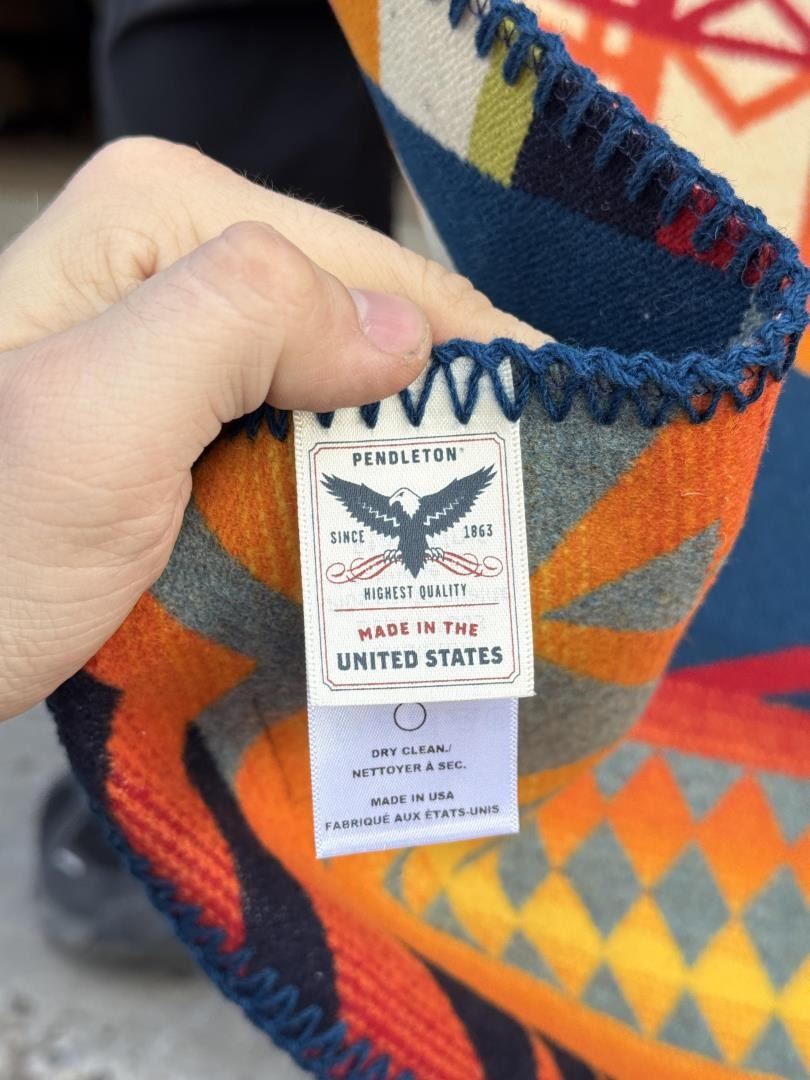 PENDLETON®
SINCE 1863
HIGHEST QUALITY
MADE IN THE
UNITED STATES
DRY CLEAN./
NETTOYER À SEC.
MADE IN USA
FABRIQUÉ AUX ÉTATS-UNIS